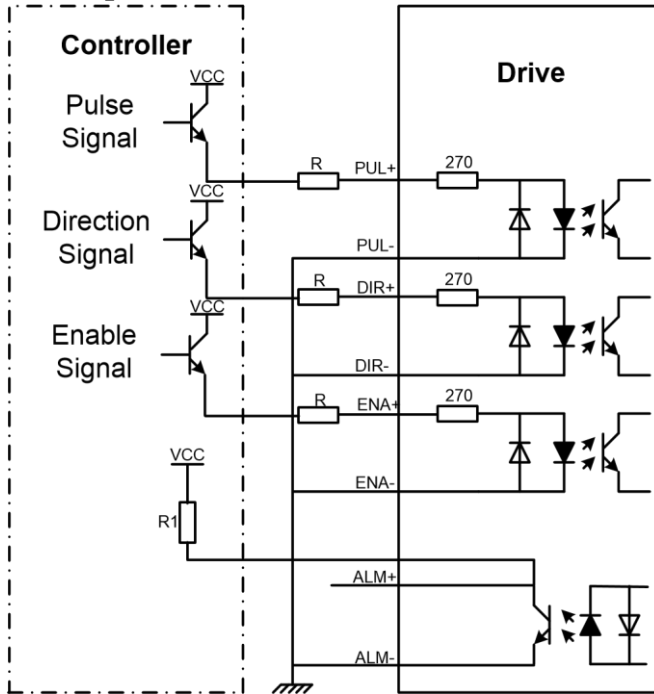 Controller
Drive
VCC
Pulse
Signal
R
PUL+
270
VCC
Direction
Signal
PUL-
R
DIR+
270
VCC
Enable
Signal
DIR-
R
ENA+
270
VCC
ENA-
R1
ALM+
ALM-